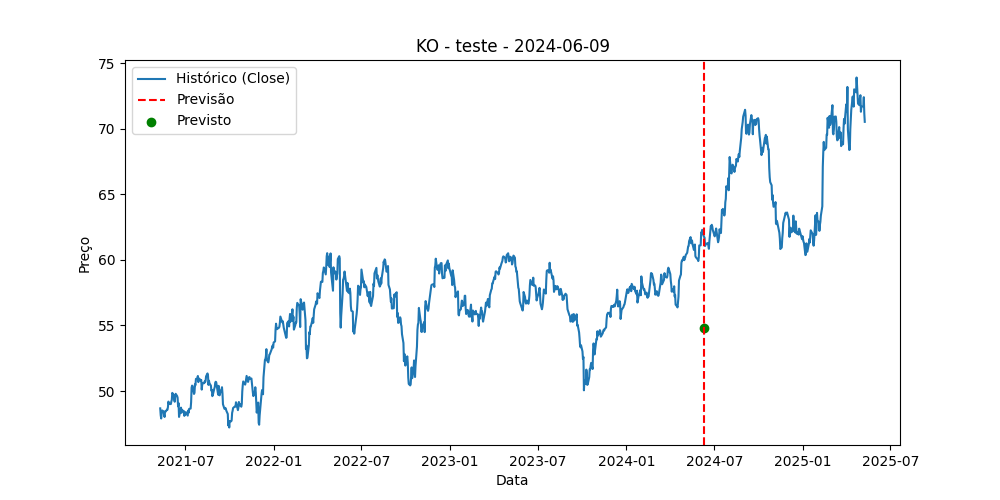 KO - teste - 2024-06-09
Histórico (Close)
Previsão
Previsto
Preço
75
70
65
60
55
50
2021-07 2022-01 2022-07 2023-01 2023-07 2024-01 2024-07 2025-01 2025-07
Data